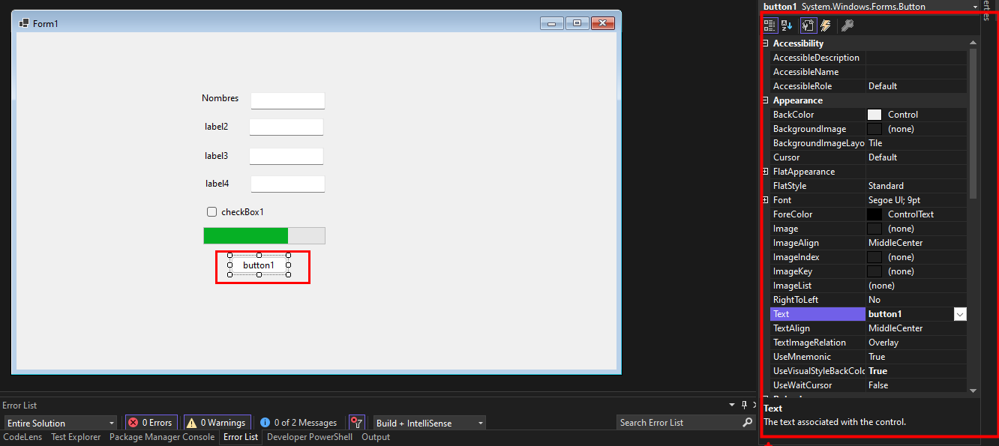 Form1
Nombres
label2
label3
label4
checkBox1
button1
button1 System.Windows.Forms.Button
Accessibility
AccessibleDescription
AccessibleName
AccessibleRole Default
Appearance
BackColor Control
BackgroundImage (none)
BackgroundImageLayo Tile
Cursor Default
FlatAppearance
FlatStyle Standard
Font Segoe UI; 9pt
ForeColor ControlText
Image (none)
ImageAlign MiddleCenter
ImageIndex (none)
ImageKey (none)
ImageList (none)
RightToLeft No
Text button1
TextAlign MiddleCenter
TextImageRelation Overlay
UseMnemonic True
UseVisualStyleBackColo True
UseWaitCursor False
Text
The text associated with the control.
Error List
Entire Solution 0 Errors 0 Warnings 0 of 2 Messages Build + IntelliSense Search Error List
CodeLens Test Explorer Package Manager Console Error List Developer PowerShell Output